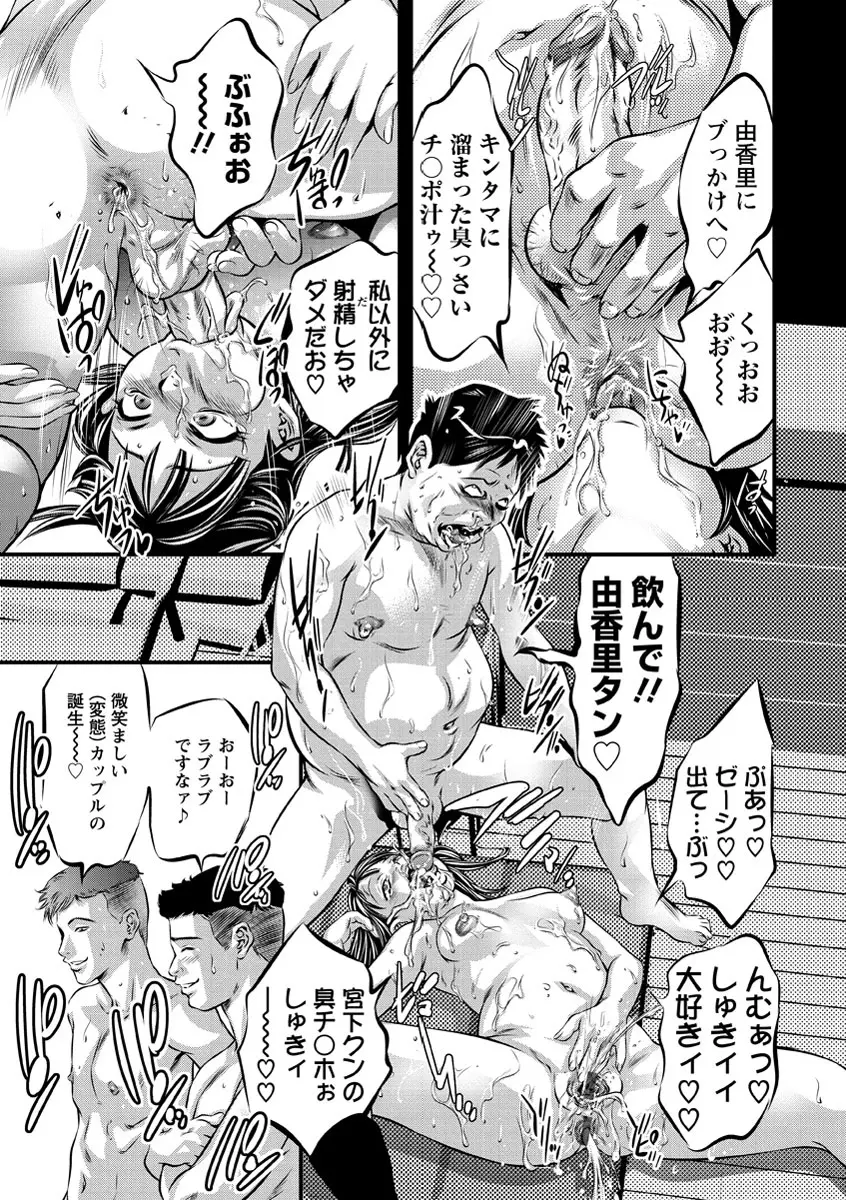 由香里に
ブっかけへ♡
くっおお
おお゙〜〜
キンタマに
溜まった臭っさい
チ〇ポ汁ゥ〜♡♡
ぶふぉお
〜〜〜!!
私以外に
射精しちゃ
だ
ダメだお♡
飲んで!!
由香里タン♡
ぷあっ♡
ゼーシ♡♡
出て…ぶっ
んむぁっ♡
しゅきィィ
大好きィ♡♡
宮下クンの
臭チ〇ホぉ
しゅきィ
〜〜〜♡♡
おーおー
ラブラブ
ですなァ♪
微笑ましい
(変態)カップルの
誕生〜〜♡